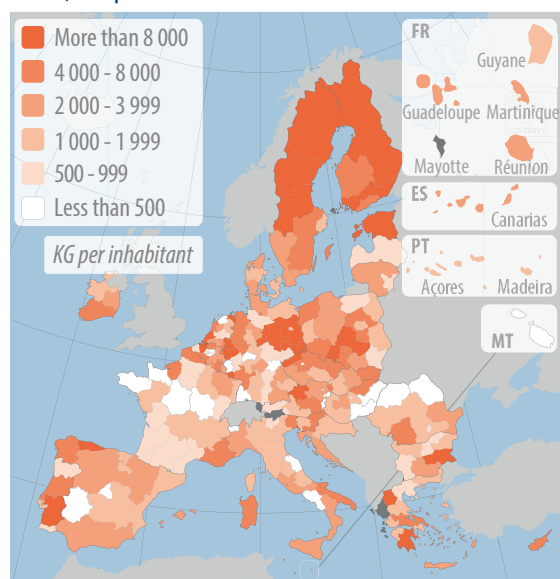 More than 8 000
4 000 - 8 000
2 000 - 3 999
1 000 - 1 999
500 - 999
Less than 500
KG per inhabitant
FR
Guyane
Guadeloupe
Martinique
Mayotte
Réunion
ES
Canarias
PT
Açores
Madeira
MT